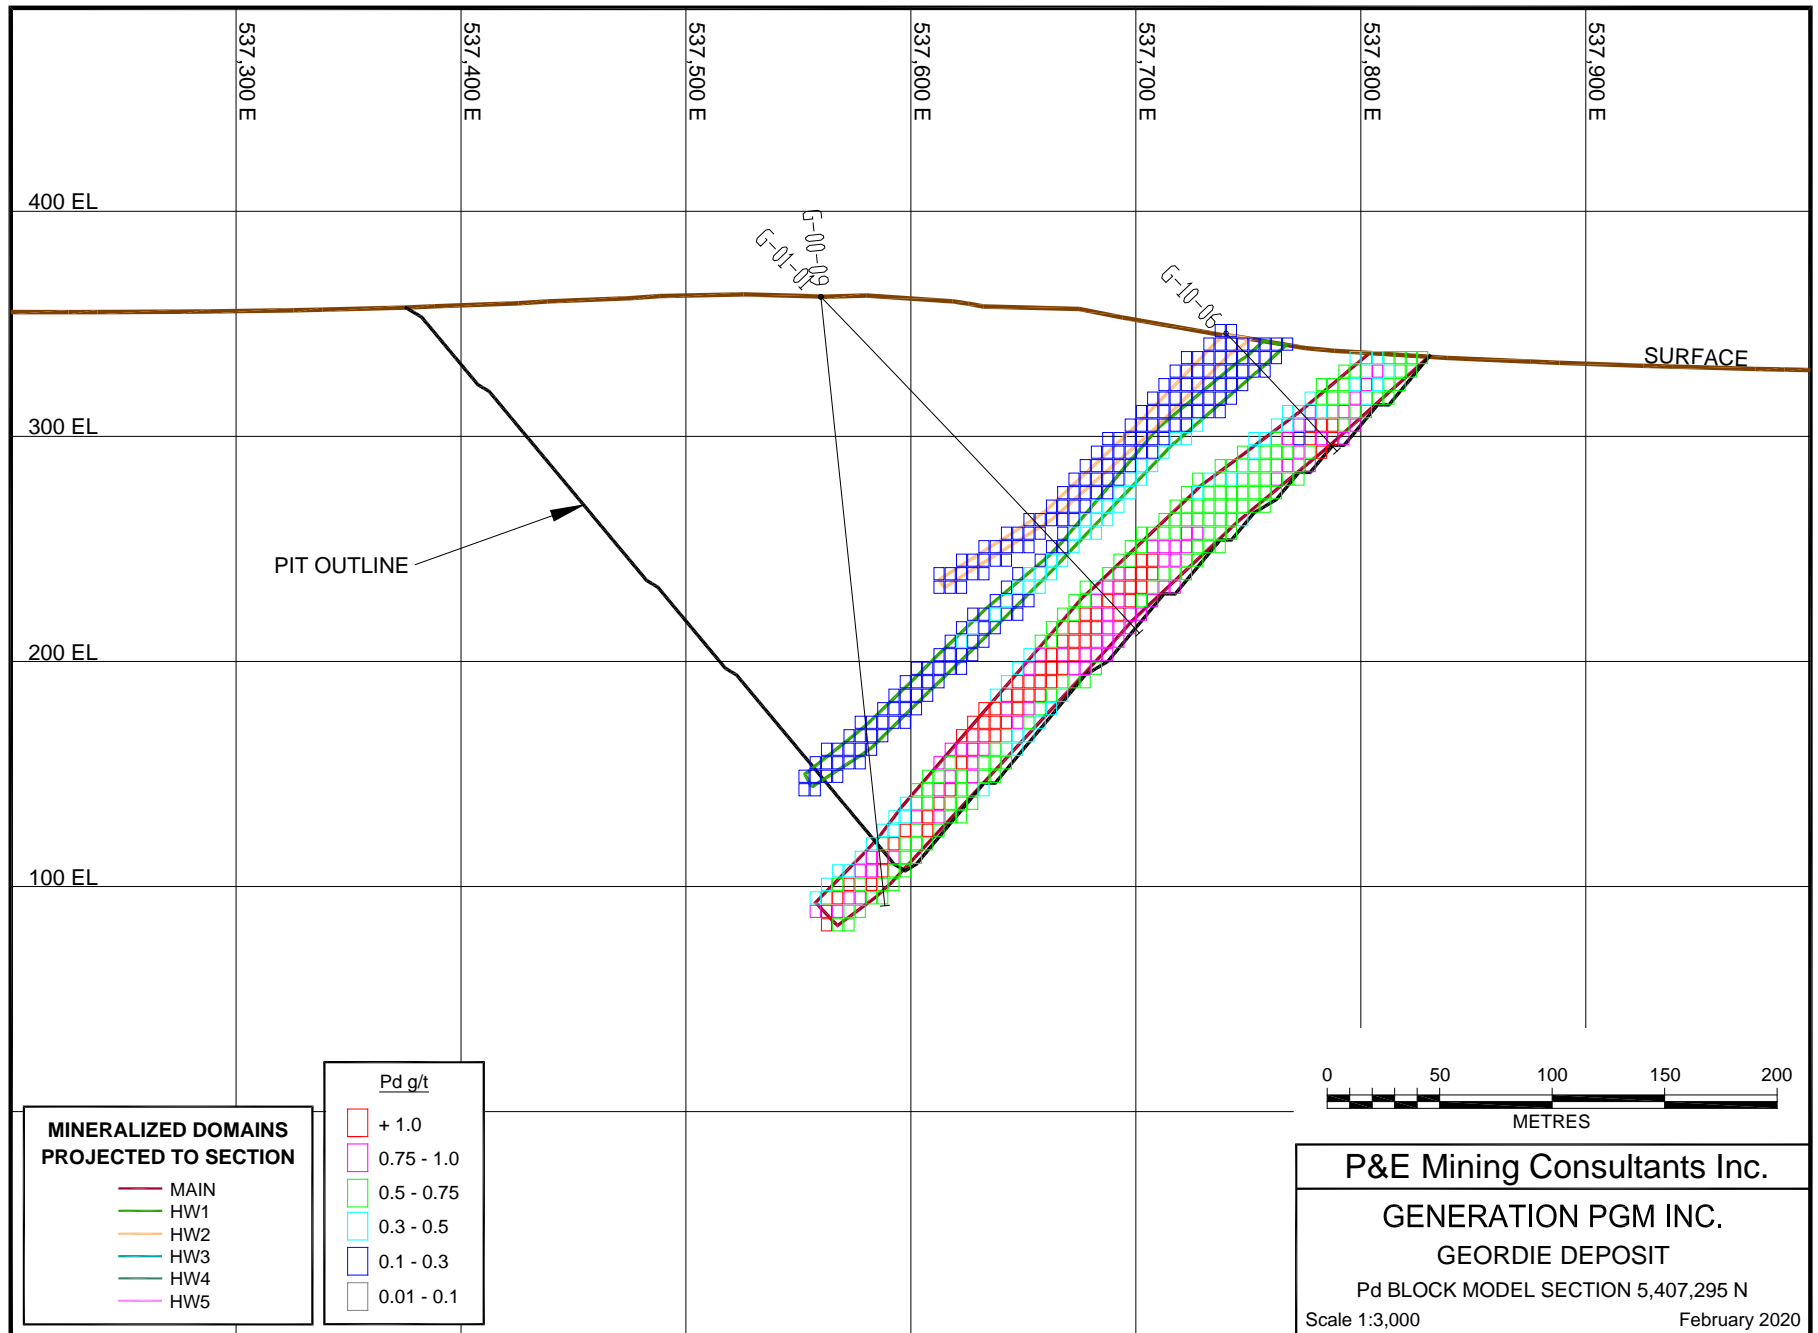 537,300 E
537,400 E
537,500 E
537,600 E
537,700 E
537,800 E
537,900 E
400 EL
300 EL
200 EL
100 EL
G-00-09
G-01-01
G-10-06
SURFACE
PIT OUTLINE
MINERALIZED DOMAINS
PROJECTED TO SECTION
MAIN
HW1
HW2
HW3
HW4
HW5
Pd g/t
+ 1.0
0.75 - 1.0
0.5 - 0.75
0.3 - 0.5
0.1 - 0.3
0.01 - 0.1
0 50 100 150 200
METRES
P&E Mining Consultants Inc.
GENERATION PGM INC.
GEORDIE DEPOSIT
Pd BLOCK MODEL SECTION 5,407,295 N
Scale 1:3,000 February 2020